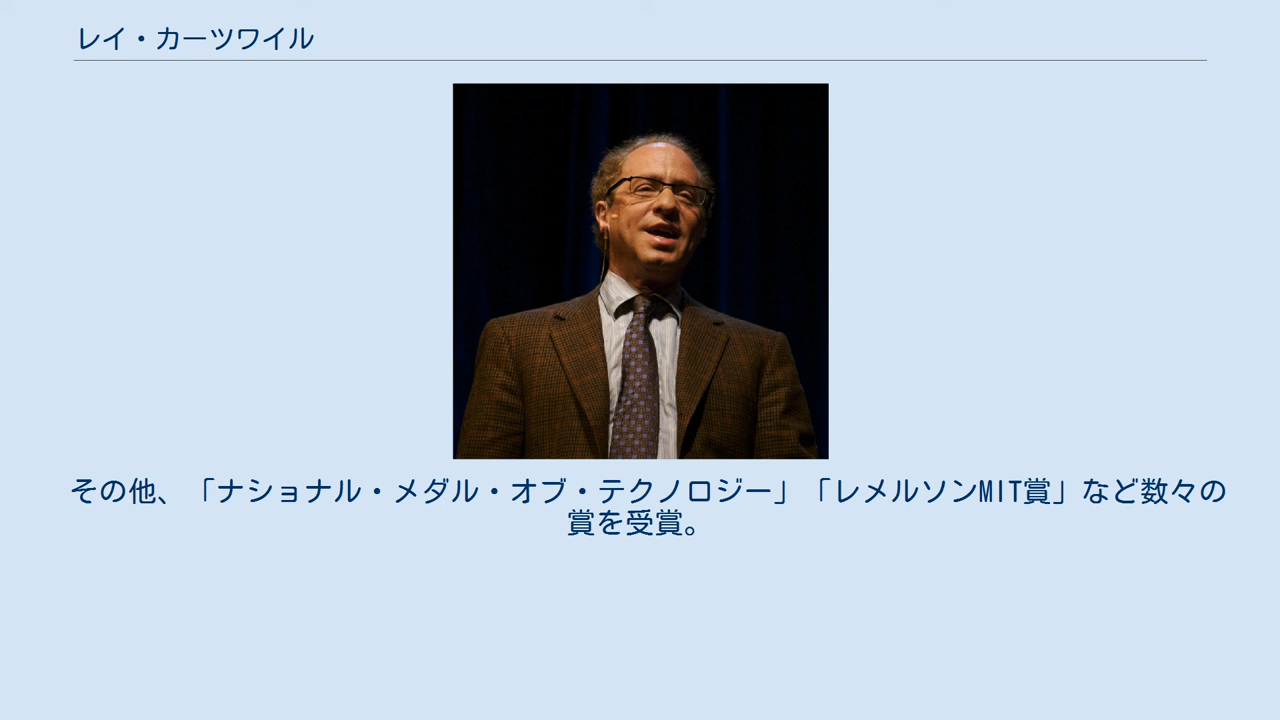 レイ・カーツワイル
その他、「ナショナル・メダル・オブ・テクノロジー」「レメルソンMIT賞」など数々の
賞を受賞。